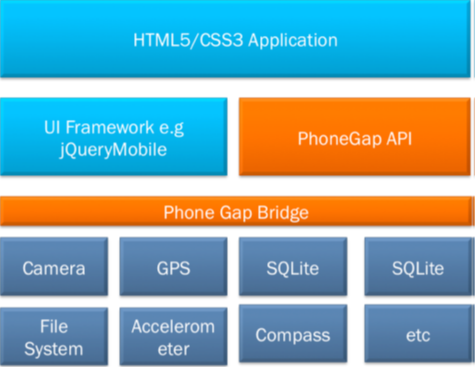 HTML5/CSS3 Application
UI Framework e.g
jQueryMobile
PhoneGap API
Phone Gap Bridge
Camera
GPS
SQLite
SQLite
File
System
Accelerom
eter
Compass
etc